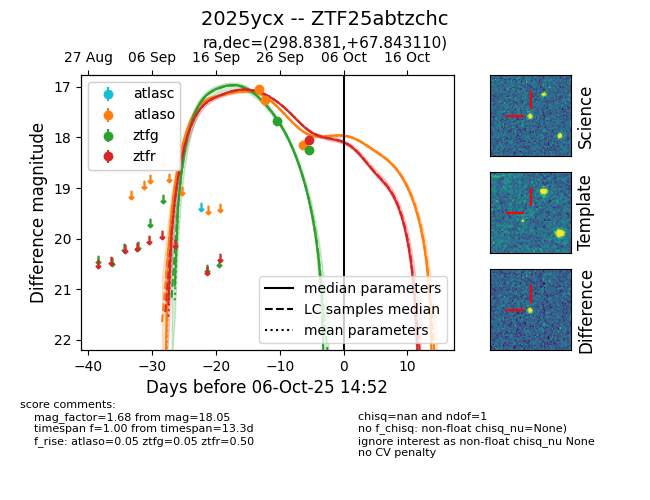 2025ycx -- ZTF25abtzchc
ra,dec=(298.8381,+67.843110)
27 Aug 06 Sep 16 Sep 26 Sep 06 Oct 16 Oct
17
18
19
20
21
22
Difference magnitude
atlasc
atlaso
ztfg
ztfr
median parameters
LC samples median
mean parameters
−40 −30 −20 −10 0 10
Days before 06-Oct-25 14:52
Science
Template
Difference
score comments:
mag_factor=1.68 from mag=18.05
timespan f=1.00 from timespan=13.3d
f_rise: atlaso=0.05 ztfg=0.05 ztfr=0.50
chisq=nan and ndof=1
no f_chisq: non-float chisq_nu=None)
ignore interest as non-float chisq_nu None
no CV penalty